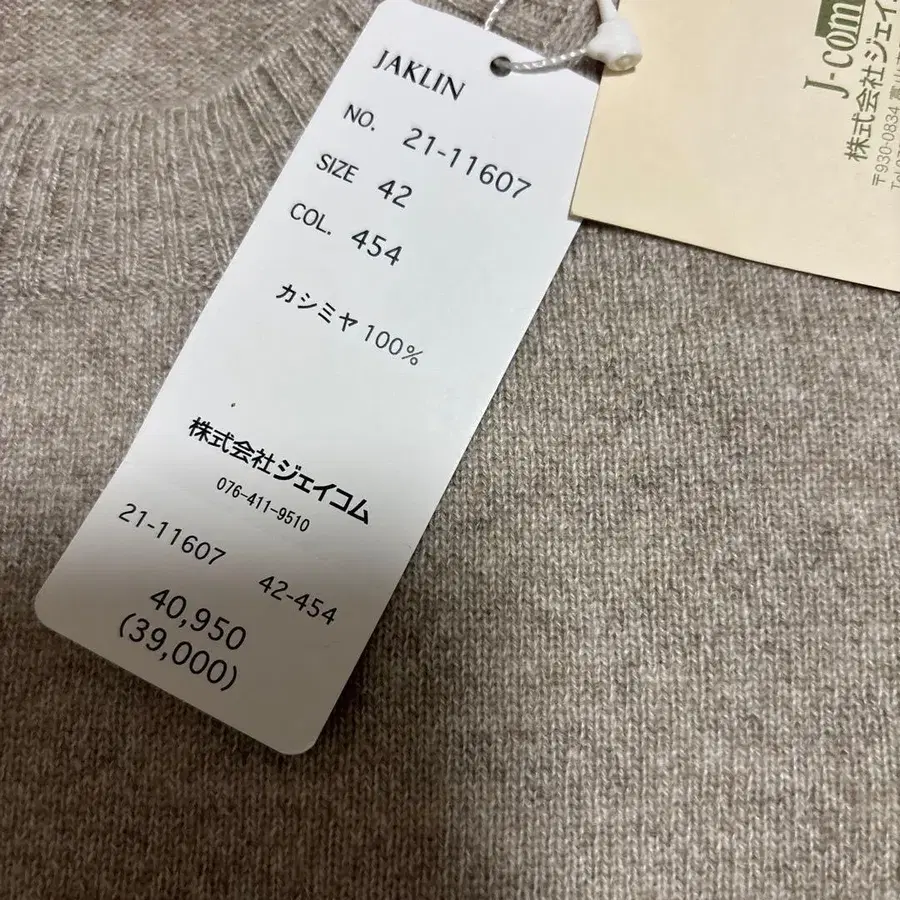 JAKLIN
NO. 21-11607
SIZE 42
COL. 454
カシミヤ100%
株式会社ジェイコム
076-411-9510
21-11607 42-454
40,950
(39,000)
J-com
株式会社ジェイ
〒930-0834